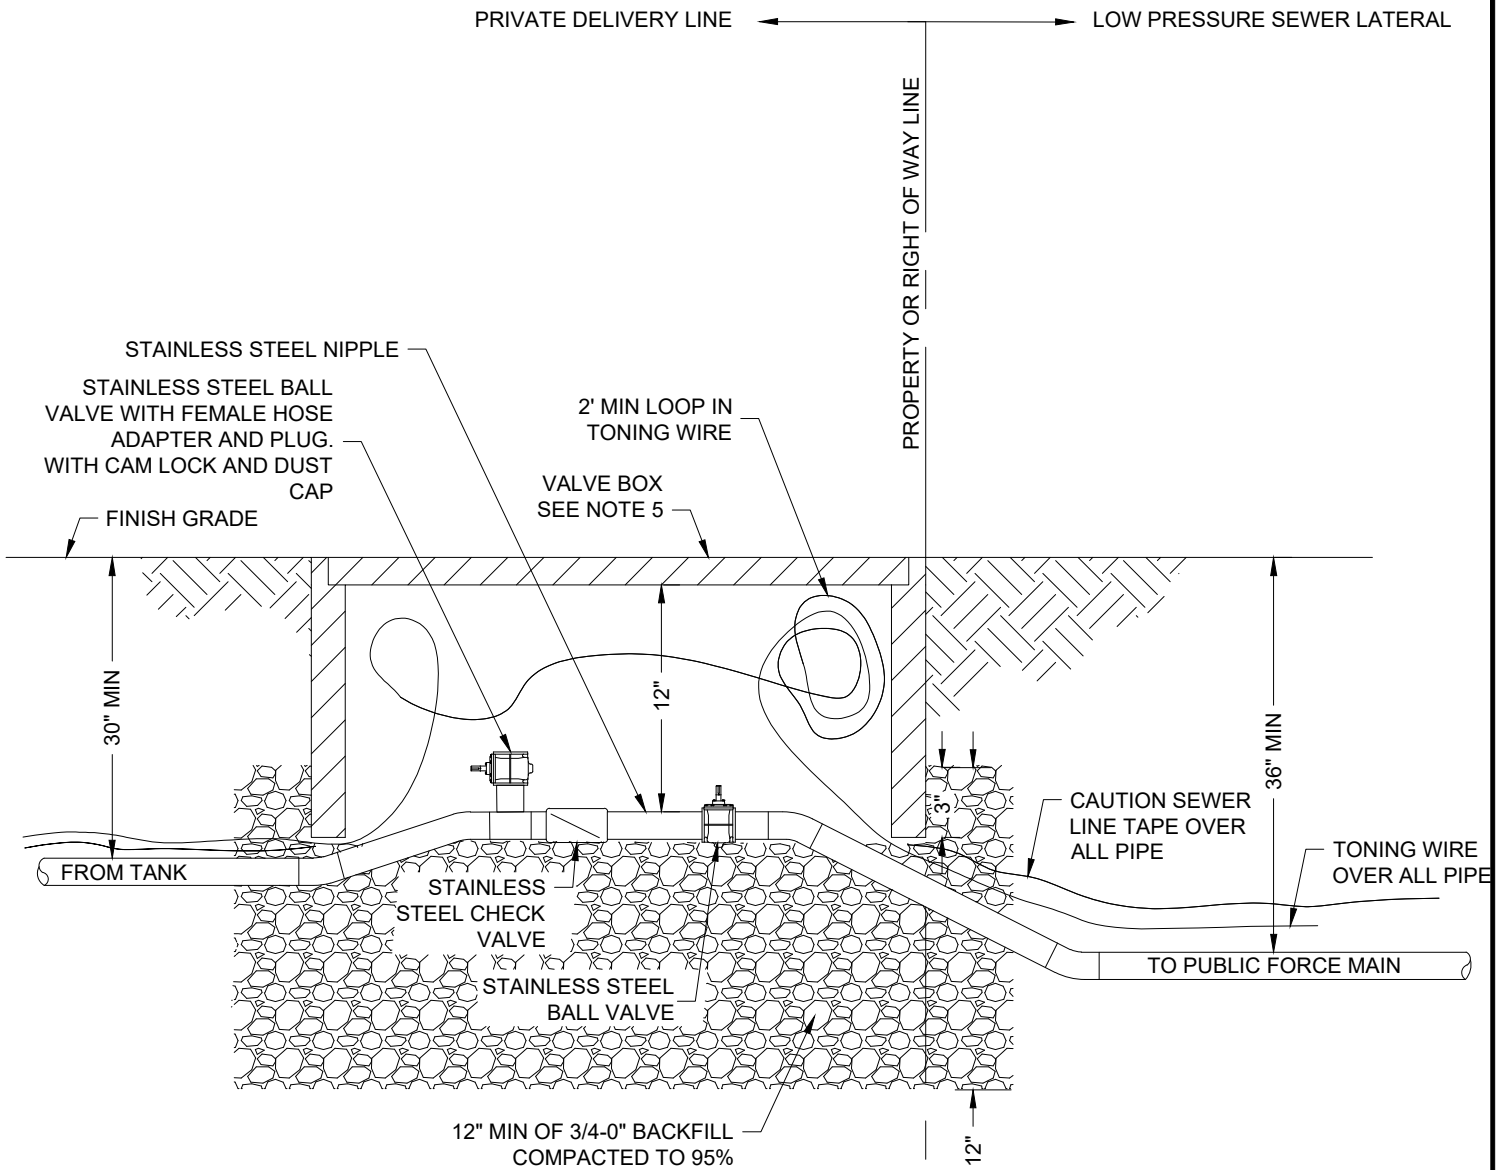 PRIVATE DELIVERY LINE
LOW PRESSURE SEWER LATERAL
PROPERTY OR RIGHT OF WAY LINE
STAINLESS STEEL NIPPLE
STAINLESS STEEL BALL
VALVE WITH FEMALE HOSE
ADAPTER AND PLUG.
WITH CAM LOCK AND DUST
CAP
2' MIN LOOP IN
TONING WIRE
VALVE BOX
SEE NOTE 5
FINISH GRADE
30" MIN
12"
36" MIN
3"
CAUTION SEWER
LINE TAPE OVER
ALL PIPE
TONING WIRE
OVER ALL PIPE
FROM TANK
STAINLESS
STEEL CHECK
VALVE
TO PUBLIC FORCE MAIN
STAINLESS STEEL
BALL VALVE
12" MIN OF 3/4-0" BACKFILL
COMPACTED TO 95%
12"